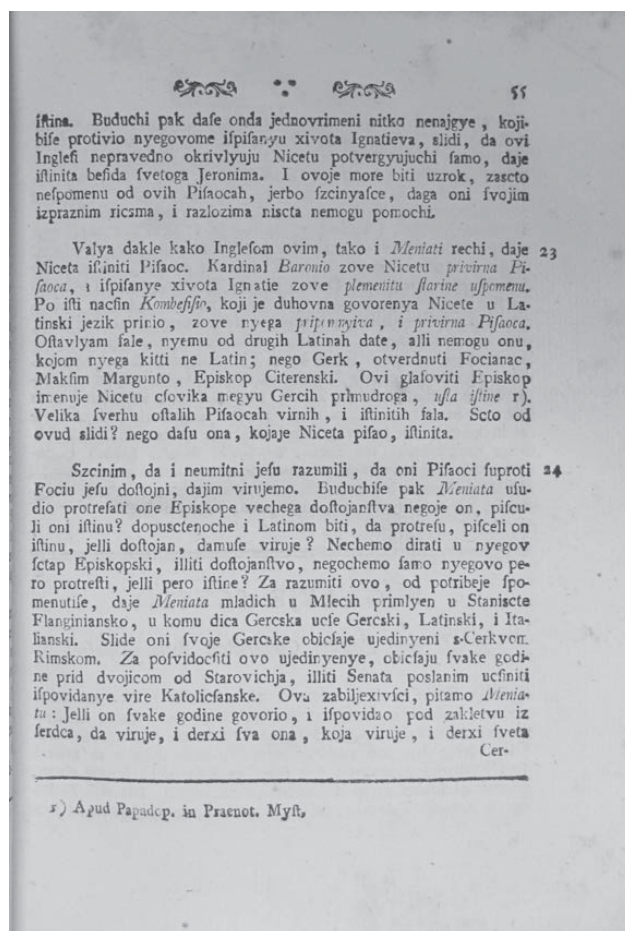 55
iſtina. Buduchi pak daſe onda jednovrimeni nitko nenajgye, koji-
biſe protivio nyegovome iſpiſanyu xivota Ignatieva, slidi, da ovi
Ingleſi nepravedno okrivlyuju Nicetu potvergyujuchi ſamo, daje
iſtinita beſida ſvetoga Jeronima. I ovoje more biti uzrok, zaſcto
neſpomenu od ovih Piſaocah, jerbo ſzcinyaſce, daga oni ſvojim
izpraznim ricsma, i razlozima niscta nemogu pomochi.
Valya dakle kako Ingleſom ovim, tako i Meniati rechi, daje 23
Niceta iſtiniti Piſaoc. Kardinal Baronio zove Nicetu privirna Pi-
ſaoca, i iſpiſanye xivota Ignatie zove plemenitu ſtarine uſpomenu.
Po iſti nacſin Kombefiſio, koji je duhovna govorenya Nicete u La-
tinski jezik prinio, zove nyega , i privirna Piſaoca.
Oſtavlyam fale, nyemu od drugih Latinah date, alli nemogu onu,
kojom nyega kitti ne Latin; nego Gerk, otverdnuti Focianac,
Makſim Margunto, Episkop Citerenski. Ovi glaſoviti Episkop
imenuje Nicetu cſovika megyu Gercih primudroga, uſta iſtine r).
Velika ſverhu oſtalih Piſaocah virnih, i iſtinitih fala. Scto od
ovud slidi? nego daſu ona, kojaje Niceta piſao, iſtinita.
Szcinim, da i neumitni jeſu razumili, da oni Piſaoci ſuproti 24
Fociu jeſu doſtojni, dajim virujemo. Buduchiſe pak Meniata uſu-
dio protreſati one Episkope vechega doſtojanſtva negoje on, piſcu-
li oni iſtinu? dopusctenoche i Latinom biti, da protreſu, piſceli on
iſtinu, jelli doſtojan, damuſe viruje? Nechemo dirati u nyegov
ſctap Episkopski, illiti doſtojanſtvo, negochemo ſamo nyegovo pe-
ro protreſti, jelli pero iſtine? Za razumiti ovo, od potribeje ſpo-
menutiſe, daje Meniata mladich u Mlecih primlyen u Staniscte
Flanginiansko, u komu dica Gercska ucſe Gercski, Latinski, i Ita-
lianski. Slide oni ſvoje Gercske obicſaje ujedinyeni s-Cerkvom
Rimskom. Za poſvidocſiti ovo ujedinyenye, obicſaju ſvake godi-
ne prid dvojicom od Starovichja, illiti Senata poslanim ucſiniti
iſpovidanye vire Katolicſanske. Ova zabiljexivſci, pitamo Menia-
tu: Jelli on ſvake godine govorio, i iſpovidao pod zakletvu iz
ſerdca, da viruje, i derxi ſva ona, koja viruje, i derxi ſveta
Cer-
r) Apud Papadop. in Praenot. Myſt.